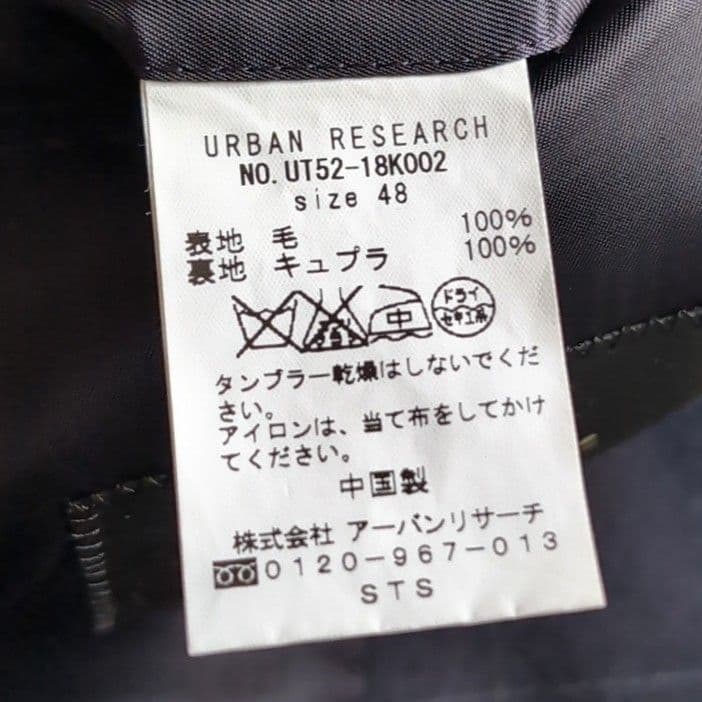 URBAN RESEARCH
NO. UT52-18K002
size 48
表地 毛 100%
裏地 キュプラ 100%
中 ドライ
セキユ系
タンブラー乾燥はしないでくだ
さい。
アイロンは、当て布をしてかけ
てください。
中国製
株式会社 アーバンリサーチ
0120-967-013
STS